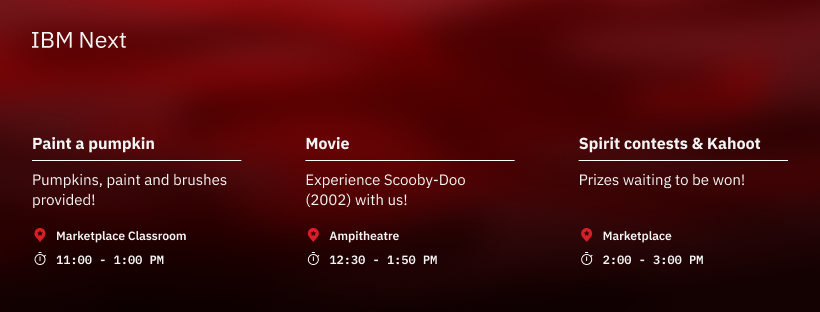 IBM Next
Paint a pumpkin
Pumpkins, paint and brushes
provided!
Marketplace Classroom
11:00 - 1:00 PM
Movie
Experience Scooby-Doo
(2002) with us!
Ampitheatre
12:30 - 1:50 PM
Spirit contests & Kahoot
Prizes waiting to be won!
Marketplace
2:00 - 3:00 PM